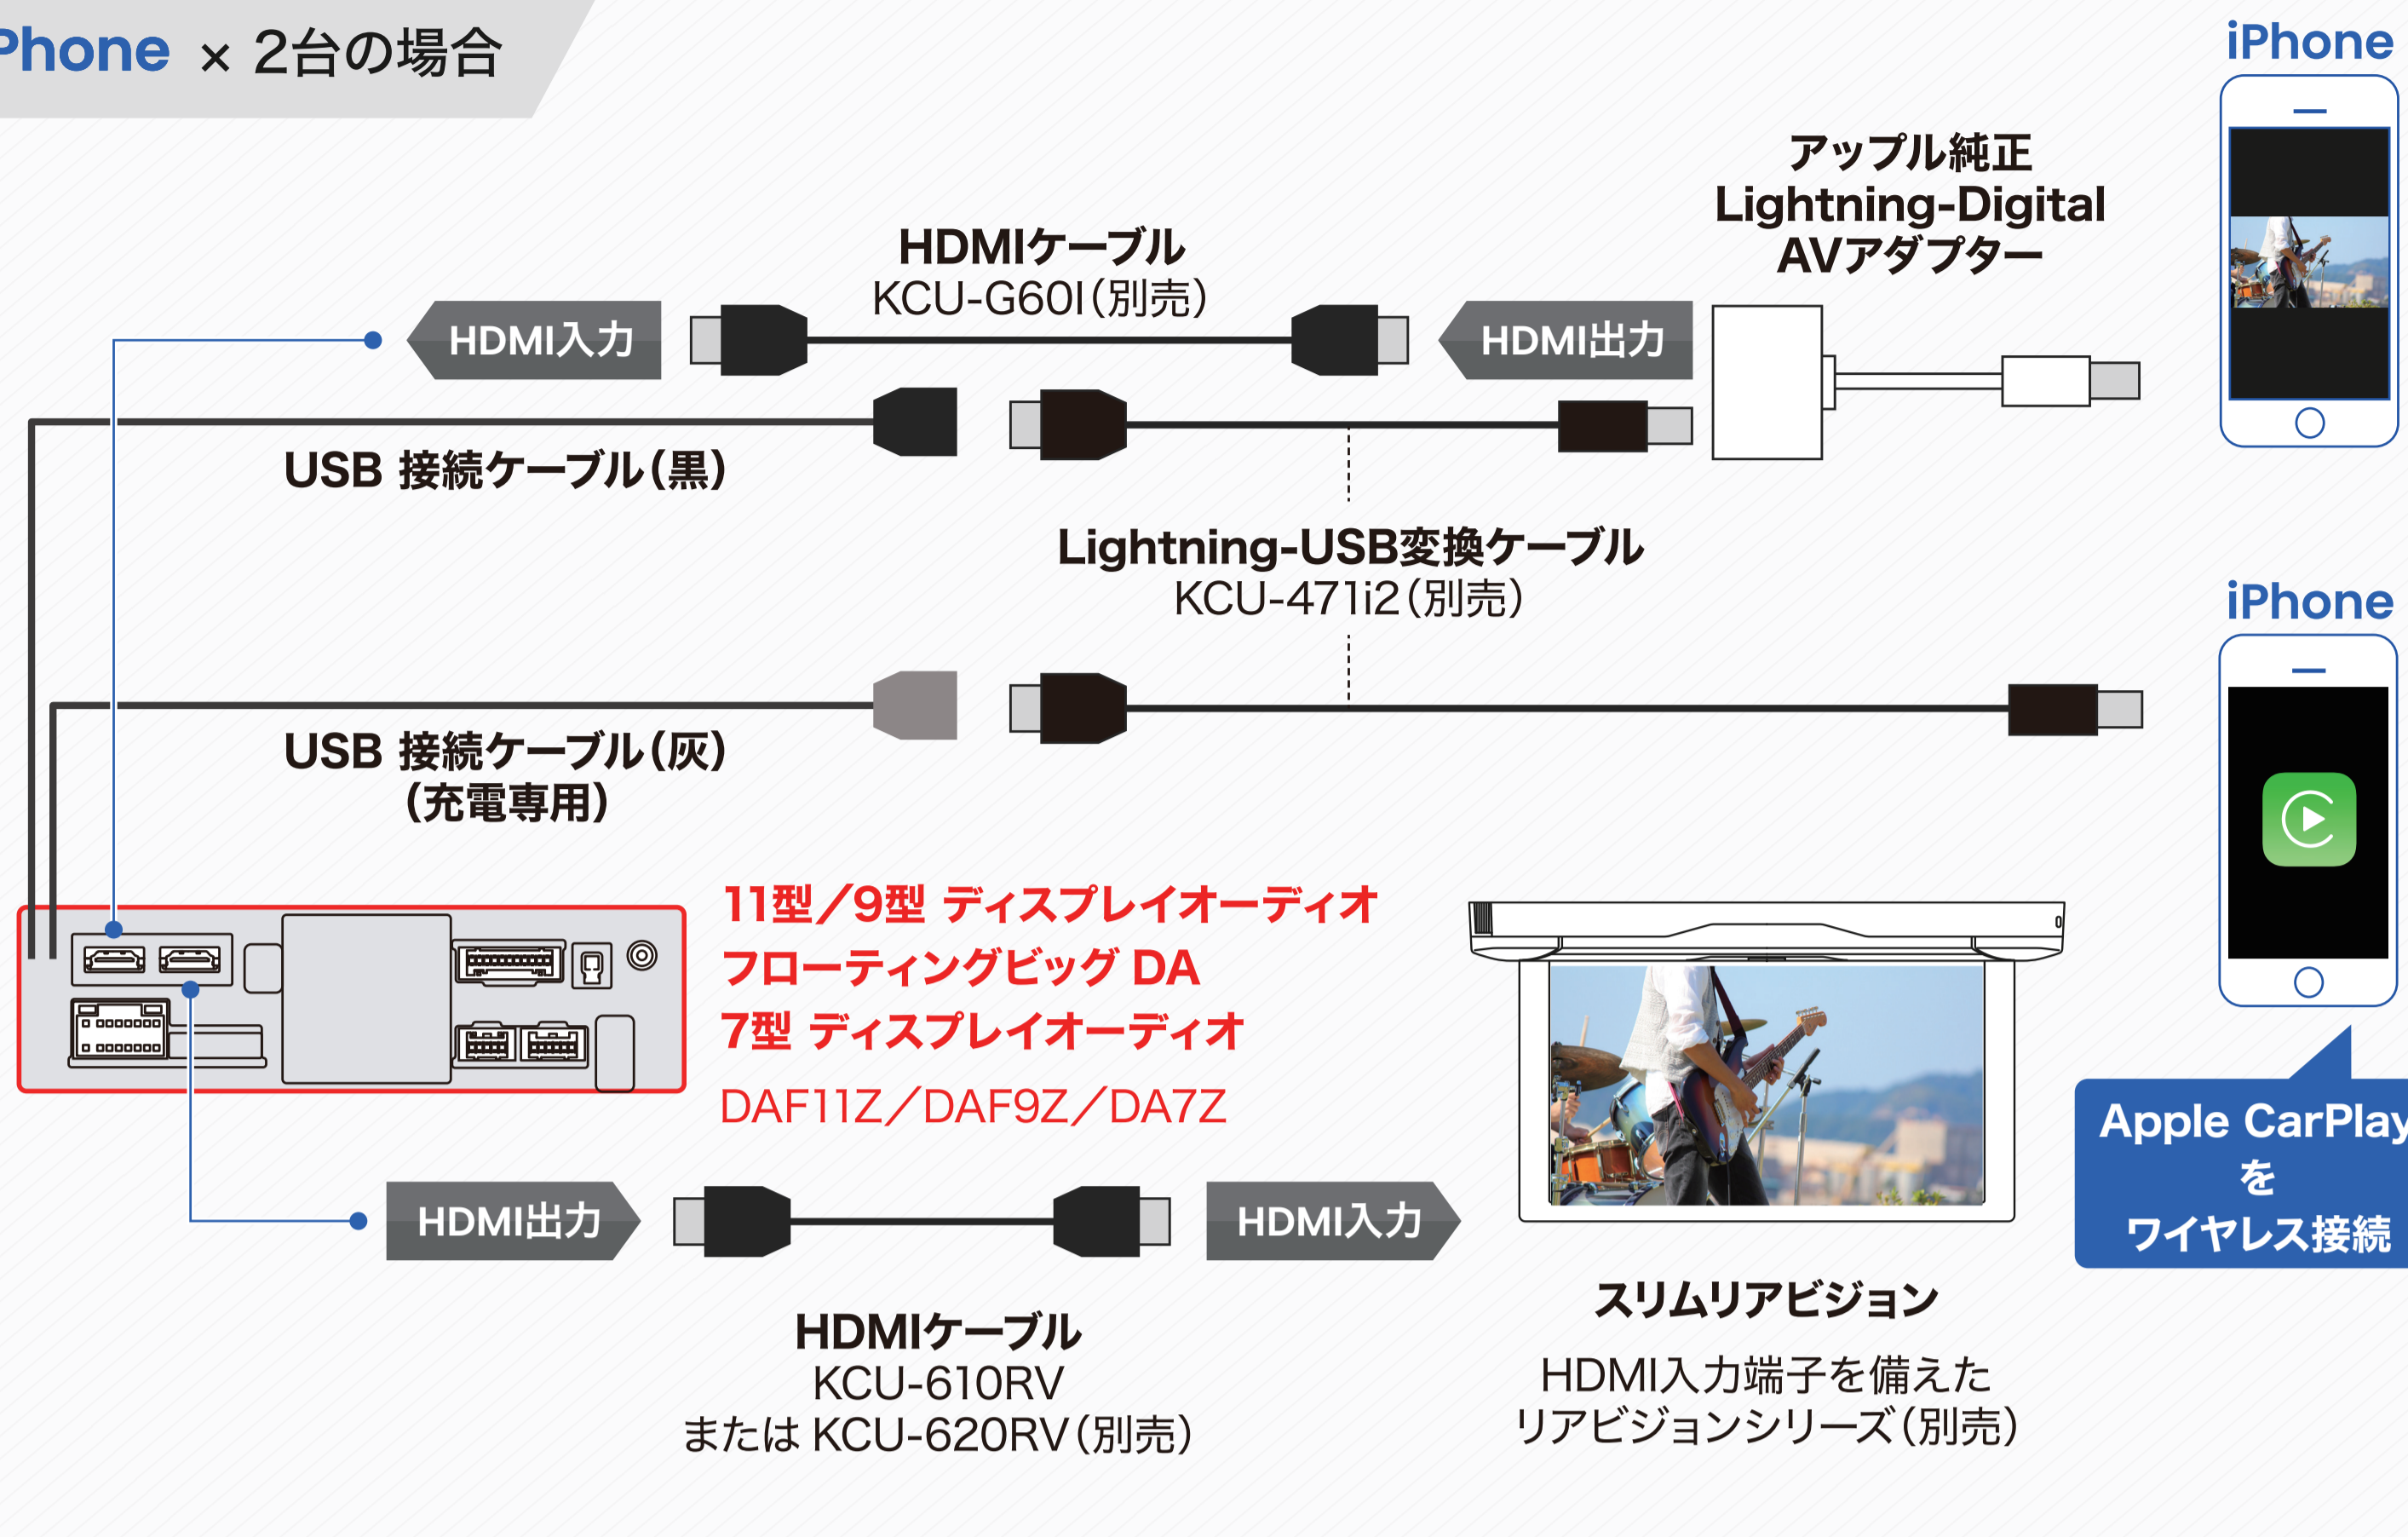 Phone × 2台の場合
iPhone
アップル純正
Lightning-Digital
AVアダプター
HDMIケーブル
KCU-G60I(別売)
HDMI入力
HDMI出力
USB 接続ケーブル(黒)
Lightning-USB変換ケーブル
KCU-471i2(別売)
iPhone
USB 接続ケーブル(灰)
(充電専用)
11型／9型 ディスプレイオーディオ
フローティングビッグ DA
7型 ディスプレイオーディオ
DAF11Z／DAF9Z／DA7Z
Apple CarPlay
を
ワイヤレス接続
HDMI出力
HDMI入力
スリムリアビジョン
HDMI入力端子を備えた
リアビジョンシリーズ(別売)
HDMIケーブル
KCU-610RV
または KCU-620RV(別売)